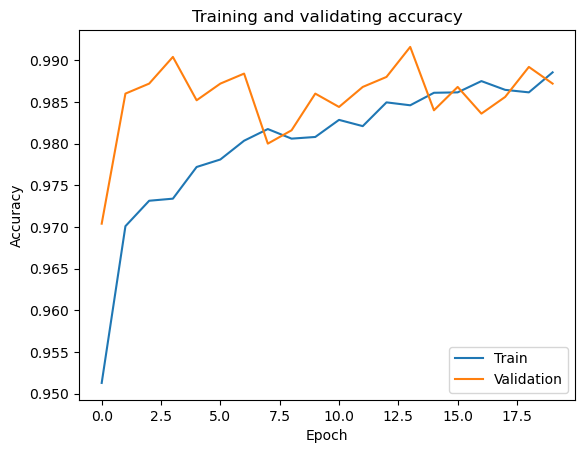 Training and validating accuracy
0.990
0.985
0.980
0.975
0.970
0.965
0.960
0.955
0.950
Accuracy
Train
Validation
0.0 2.5 5.0 7.5 10.0 12.5 15.0 17.5
Epoch